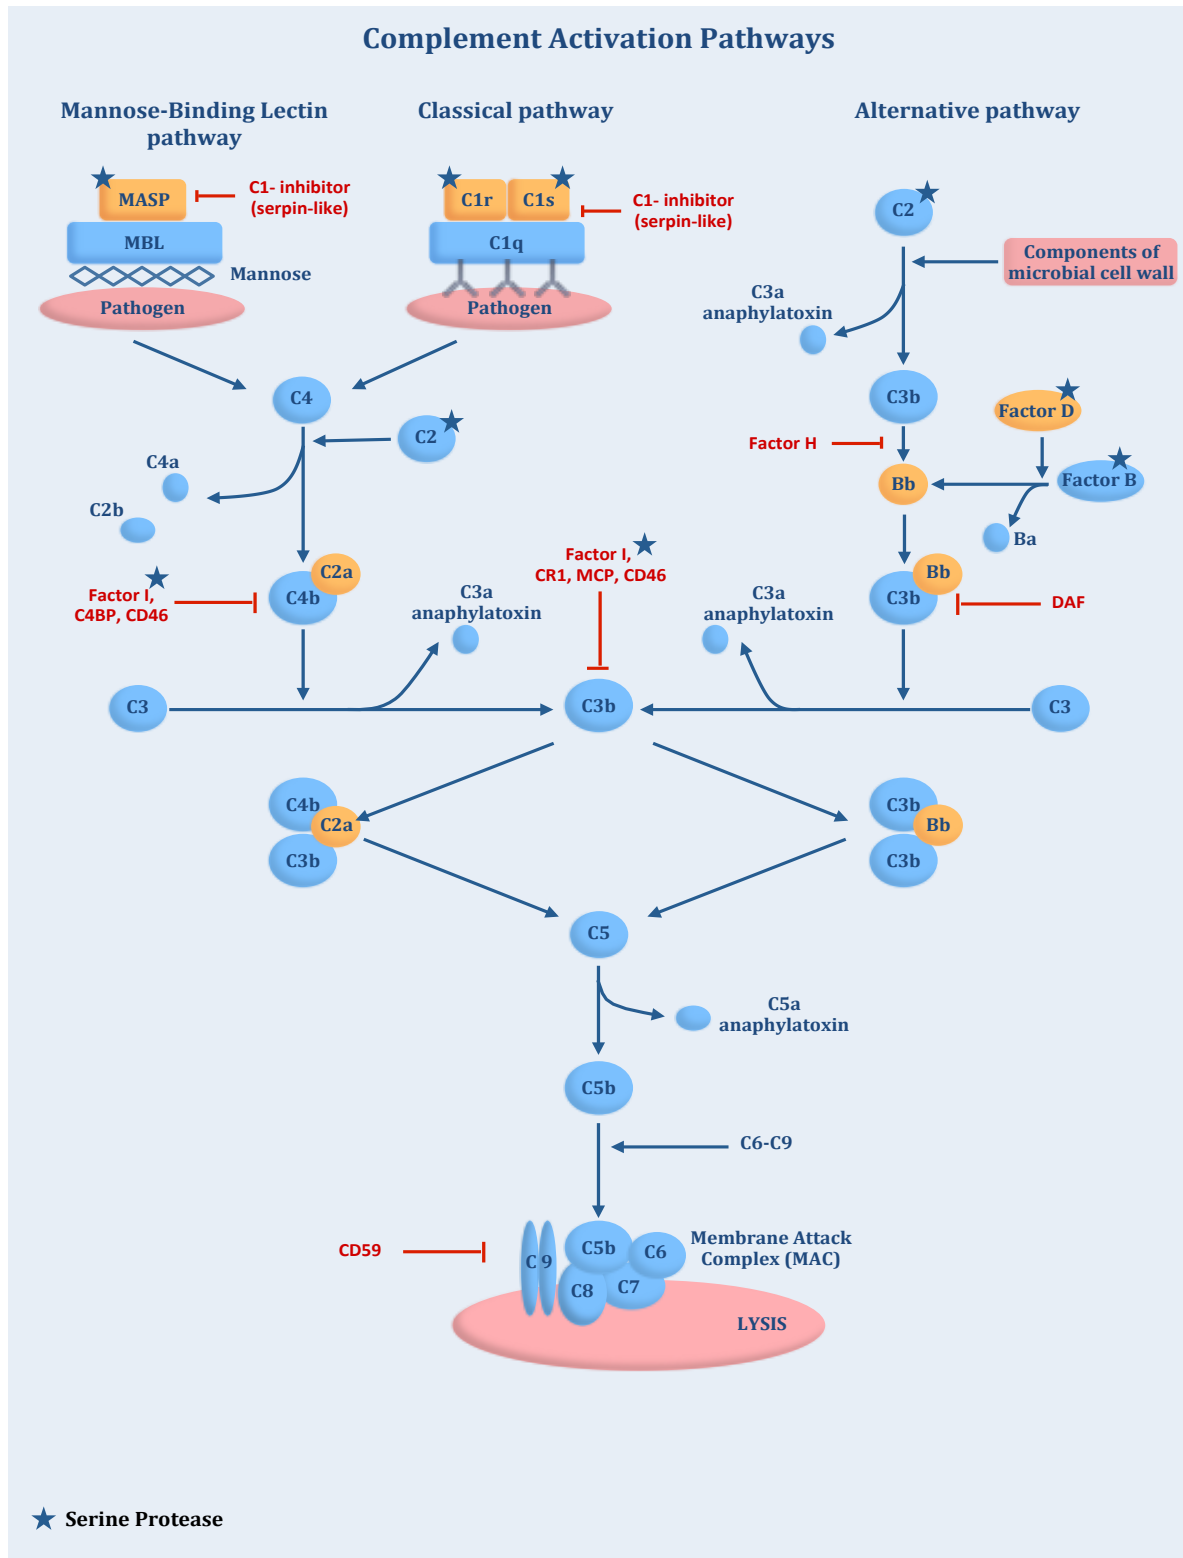 Complement Activation Pathways
Mannose-Binding Lectin
pathway
Classical pathway
Alternative pathway
MASP
C1- inhibitor
(serpin-like)
MBL
Mannose
Pathogen
C1r
C1s
C1- inhibitor
(serpin-like)
C1q
Pathogen
C2
Components of
microbial cell wall
C3a
anaphylatoxin
C3b
Factor D
Factor H
Bb
Factor B
Ba
C4
C2
C4a
C2b
C2a
C4b
Factor I,
C4BP, CD46
C3a
anaphylatoxin
Factor I,
CR1, MCP, CD46
C3a
anaphylatoxin
Bb
C3b
DAF
C3
C3b
C3
C4b
C2a
C3b
C3b
Bb
C3b
C5
C5a
anaphylatoxin
C5b
C6-C9
CD59
C 9
C5b
C6
C8
C7
Membrane Attack
Complex (MAC)
LYSIS
Serine Protease